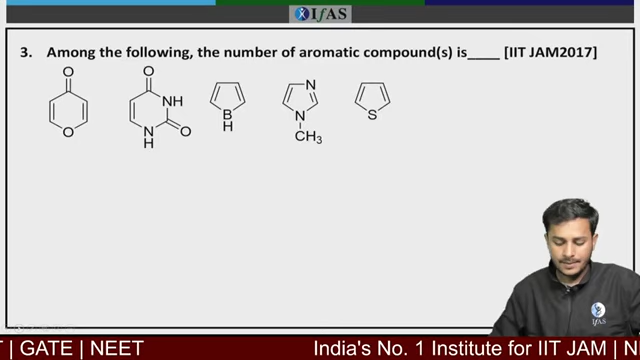 IfAS
3. Among the following, the number of aromatic compound(s) is____ [IIT JAM2017]
O
O
O
NH
N
H
O
B
H
N
N
CH3
S
IfAS
| GATE | NEET
India's No. 1 Institute for IIT JAM | N